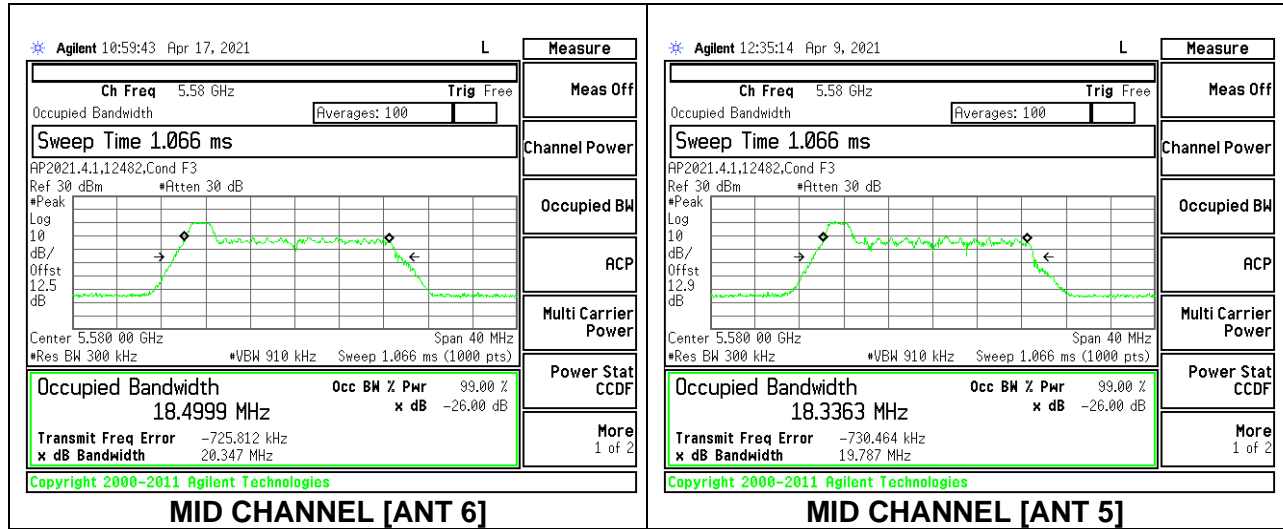 Agilent 10:59:43 Apr 17, 2021 L
Measure
Ch Freq 5.58 GHz Trig Free
Meas Off
Occupied Bandwidth Averages: 100
Sweep Time 1.066 ms
Channel Power
AP2021.4.1,12482,Cond F3
Ref 30 dBm #Atten 30 dB
#Peak
Log
10
dB/
Offst
12.5
dB
Occupied BW
ACP
Multi Carrier
Power
Center 5.580 00 GHz Span 40 MHz
#Res BW 300 kHz #VBW 910 kHz Sweep 1.066 ms (1000 pts)
Power Stat
CCDF
Occupied Bandwidth Occ BW % Pwr 99.00 %
18.4999 MHz x dB -26.00 dB
Transmit Freq Error -725.812 kHz
x dB Bandwidth 20.347 MHz
More
1 of 2
Copyright 2000-2011 Agilent Technologies
MID CHANNEL [ANT 6]
Agilent 12:35:14 Apr 9, 2021 L
Measure
Ch Freq 5.58 GHz Trig Free
Meas Off
Occupied Bandwidth Averages: 100
Sweep Time 1.066 ms
Channel Power
AP2021.4.1,12482,Cond F3
Ref 30 dBm #Atten 30 dB
#Peak
Log
10
dB/
Offst
12.9
dB
Occupied BW
ACP
Multi Carrier
Power
Center 5.580 00 GHz Span 40 MHz
#Res BW 300 kHz #VBW 910 kHz Sweep 1.066 ms (1000 pts)
Power Stat
CCDF
Occupied Bandwidth Occ BW % Pwr 99.00 %
18.3363 MHz x dB -26.00 dB
Transmit Freq Error -730.464 kHz
x dB Bandwidth 19.787 MHz
More
1 of 2
Copyright 2000-2011 Agilent Technologies
MID CHANNEL [ANT 5]